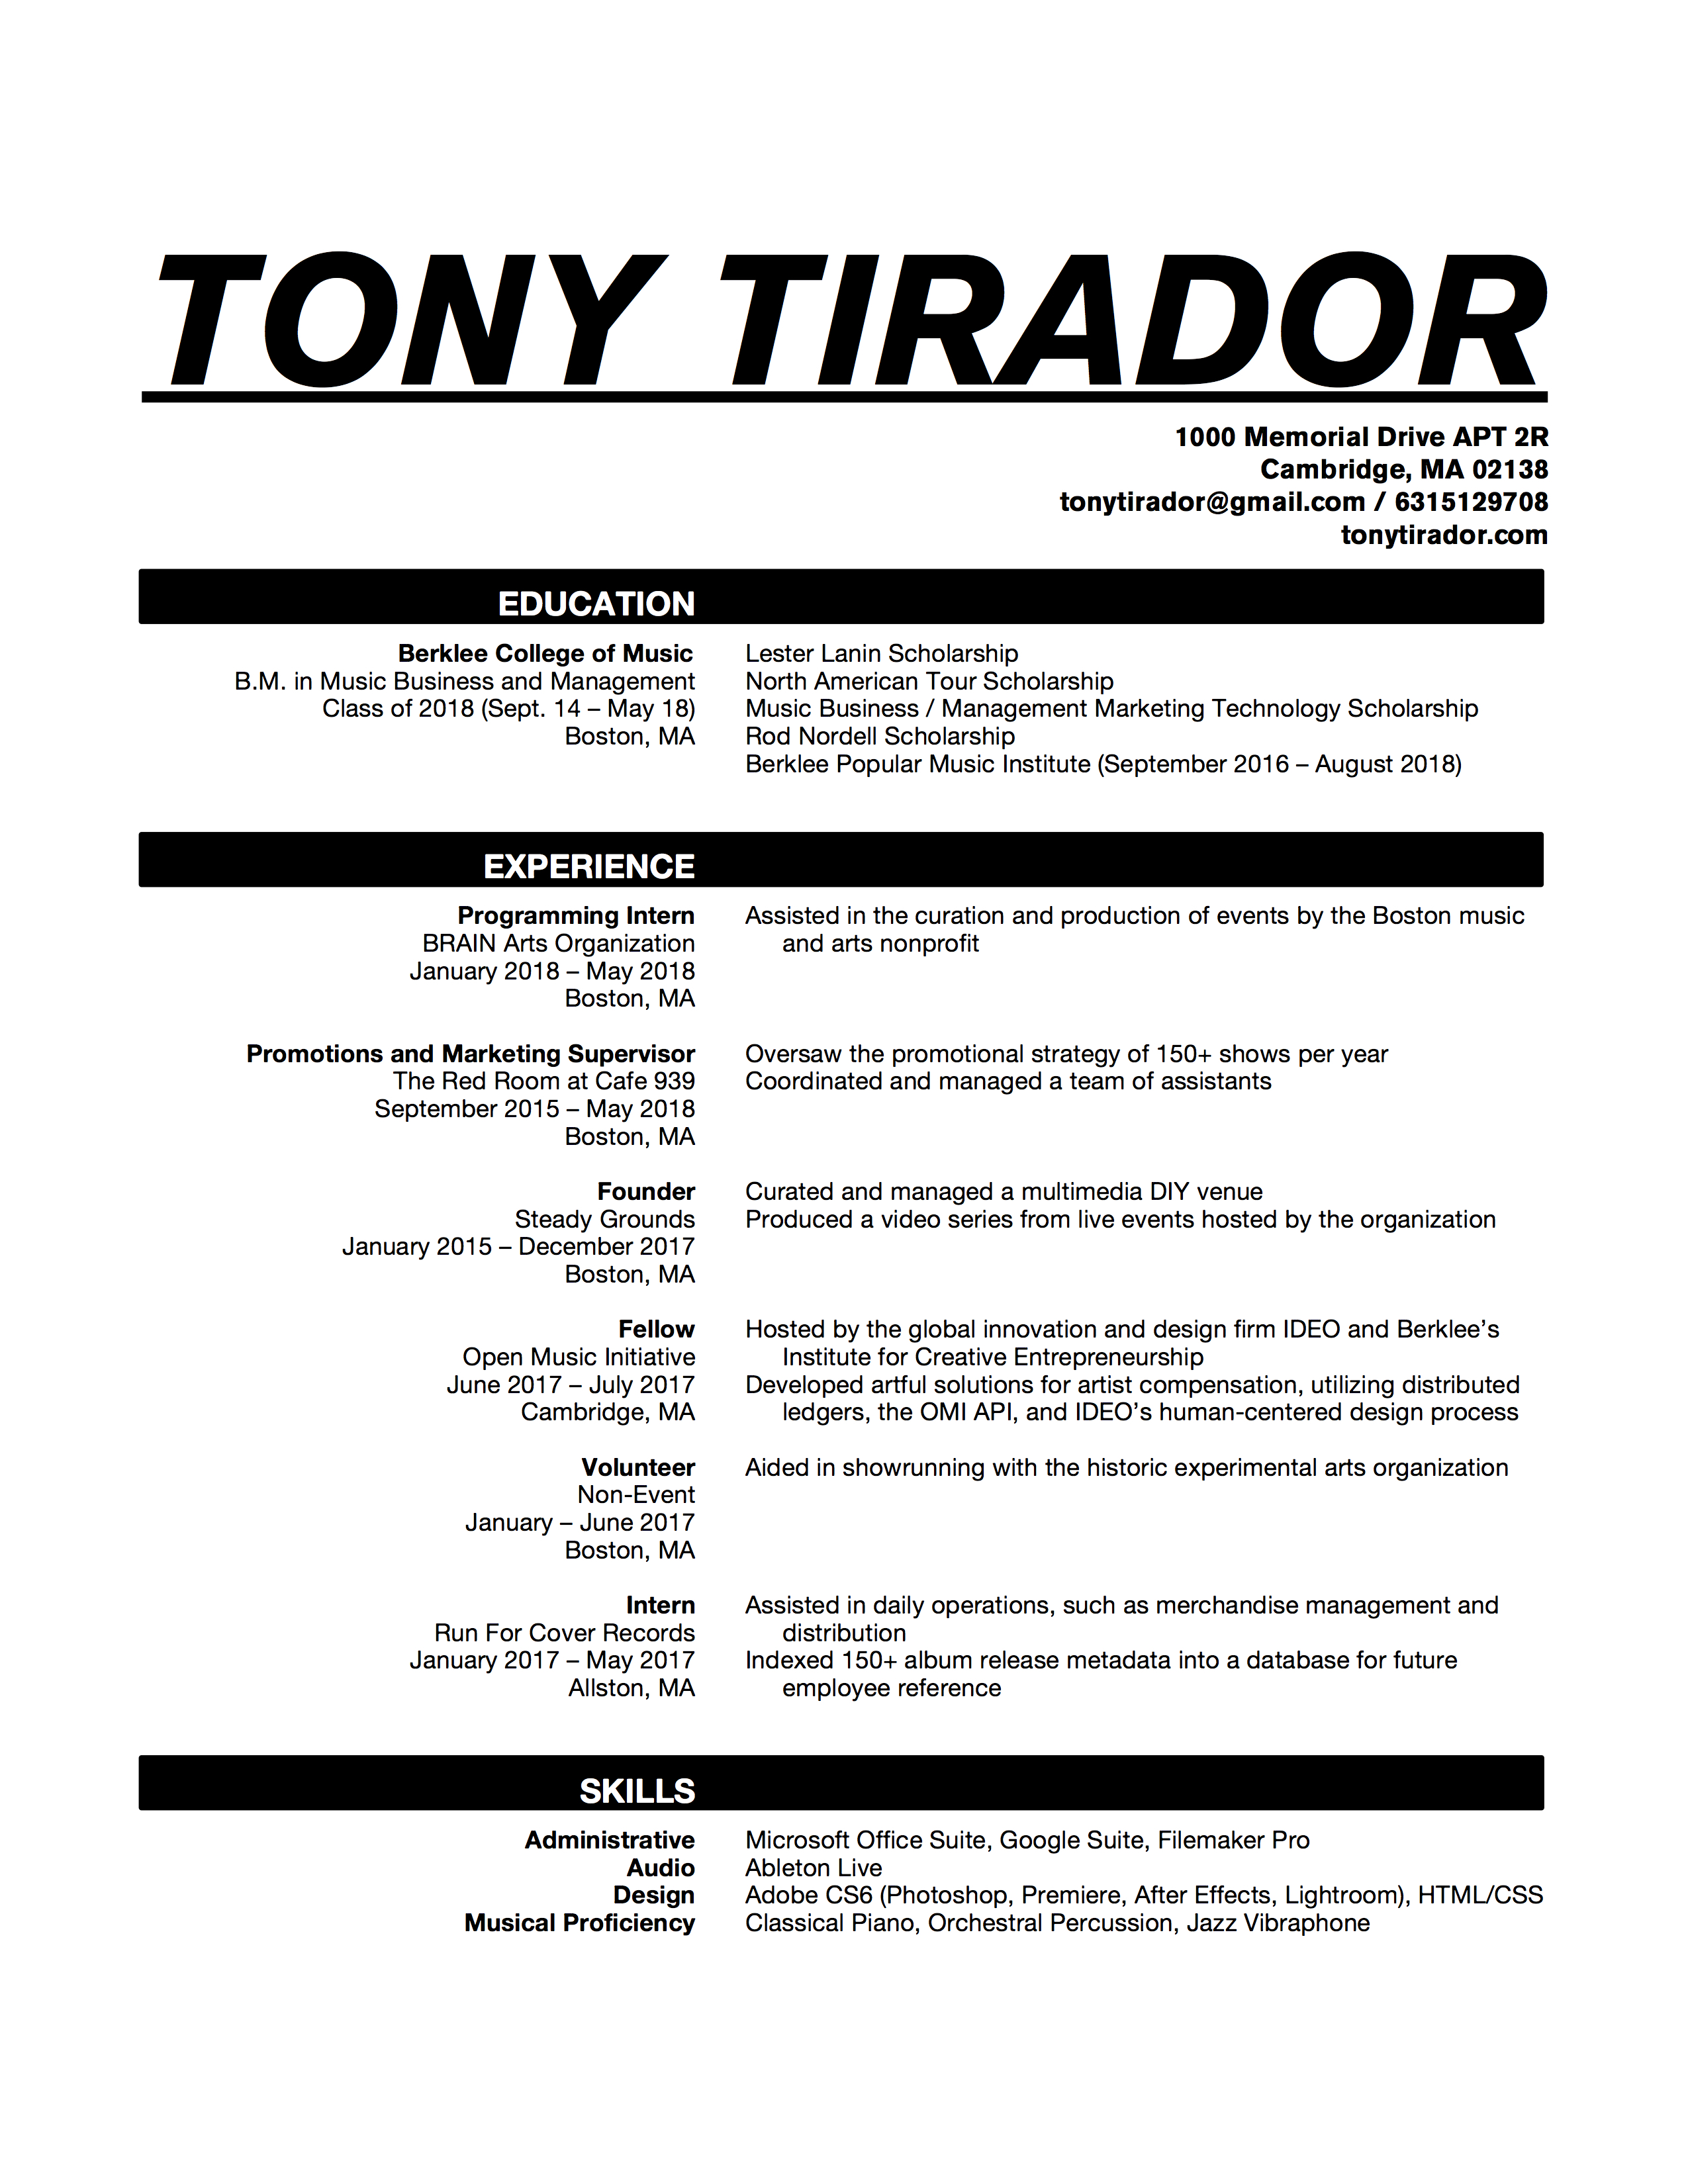 TONY TIRADOR
1000 Memorial Drive APT 2R
Cambridge, MA 02138
tonytirador@gmail.com / 6315129708
tonytirador.com
EDUCATION
Berklee College of Music
B.M. in Music Business and Management
Class of 2018 (Sept. 14 – May 18)
Boston, MA
Lester Lanin Scholarship
North American Tour Scholarship
Music Business / Management Marketing Technology Scholarship
Rod Nordell Scholarship
Berklee Popular Music Institute (September 2016 – August 2018)
EXPERIENCE
Programming Intern
BRAIN Arts Organization
January 2018 – May 2018
Boston, MA
Assisted in the curation and production of events by the Boston music
and arts nonprofit
Promotions and Marketing Supervisor
The Red Room at Cafe 939
September 2015 – May 2018
Boston, MA
Oversaw the promotional strategy of 150+ shows per year
Coordinated and managed a team of assistants
Founder
Steady Grounds
January 2015 – December 2017
Boston, MA
Curated and managed a multimedia DIY venue
Produced a video series from live events hosted by the organization
Fellow
Open Music Initiative
June 2017 – July 2017
Cambridge, MA
Hosted by the global innovation and design firm IDEO and Berklee’s
Institute for Creative Entrepreneurship
Developed artful solutions for artist compensation, utilizing distributed
ledgers, the OMI API, and IDEO’s human-centered design process
Volunteer
Non-Event
January – June 2017
Boston, MA
Aided in showrunning with the historic experimental arts organization
Intern
Run For Cover Records
January 2017 – May 2017
Allston, MA
Assisted in daily operations, such as merchandise management and
distribution
Indexed 150+ album release metadata into a database for future
employee reference
SKILLS
Administrative
Microsoft Office Suite, Google Suite, Filemaker Pro
Audio
Ableton Live
Design
Adobe CS6 (Photoshop, Premiere, After Effects, Lightroom), HTML/CSS
Musical Proficiency
Classical Piano, Orchestral Percussion, Jazz Vibraphone